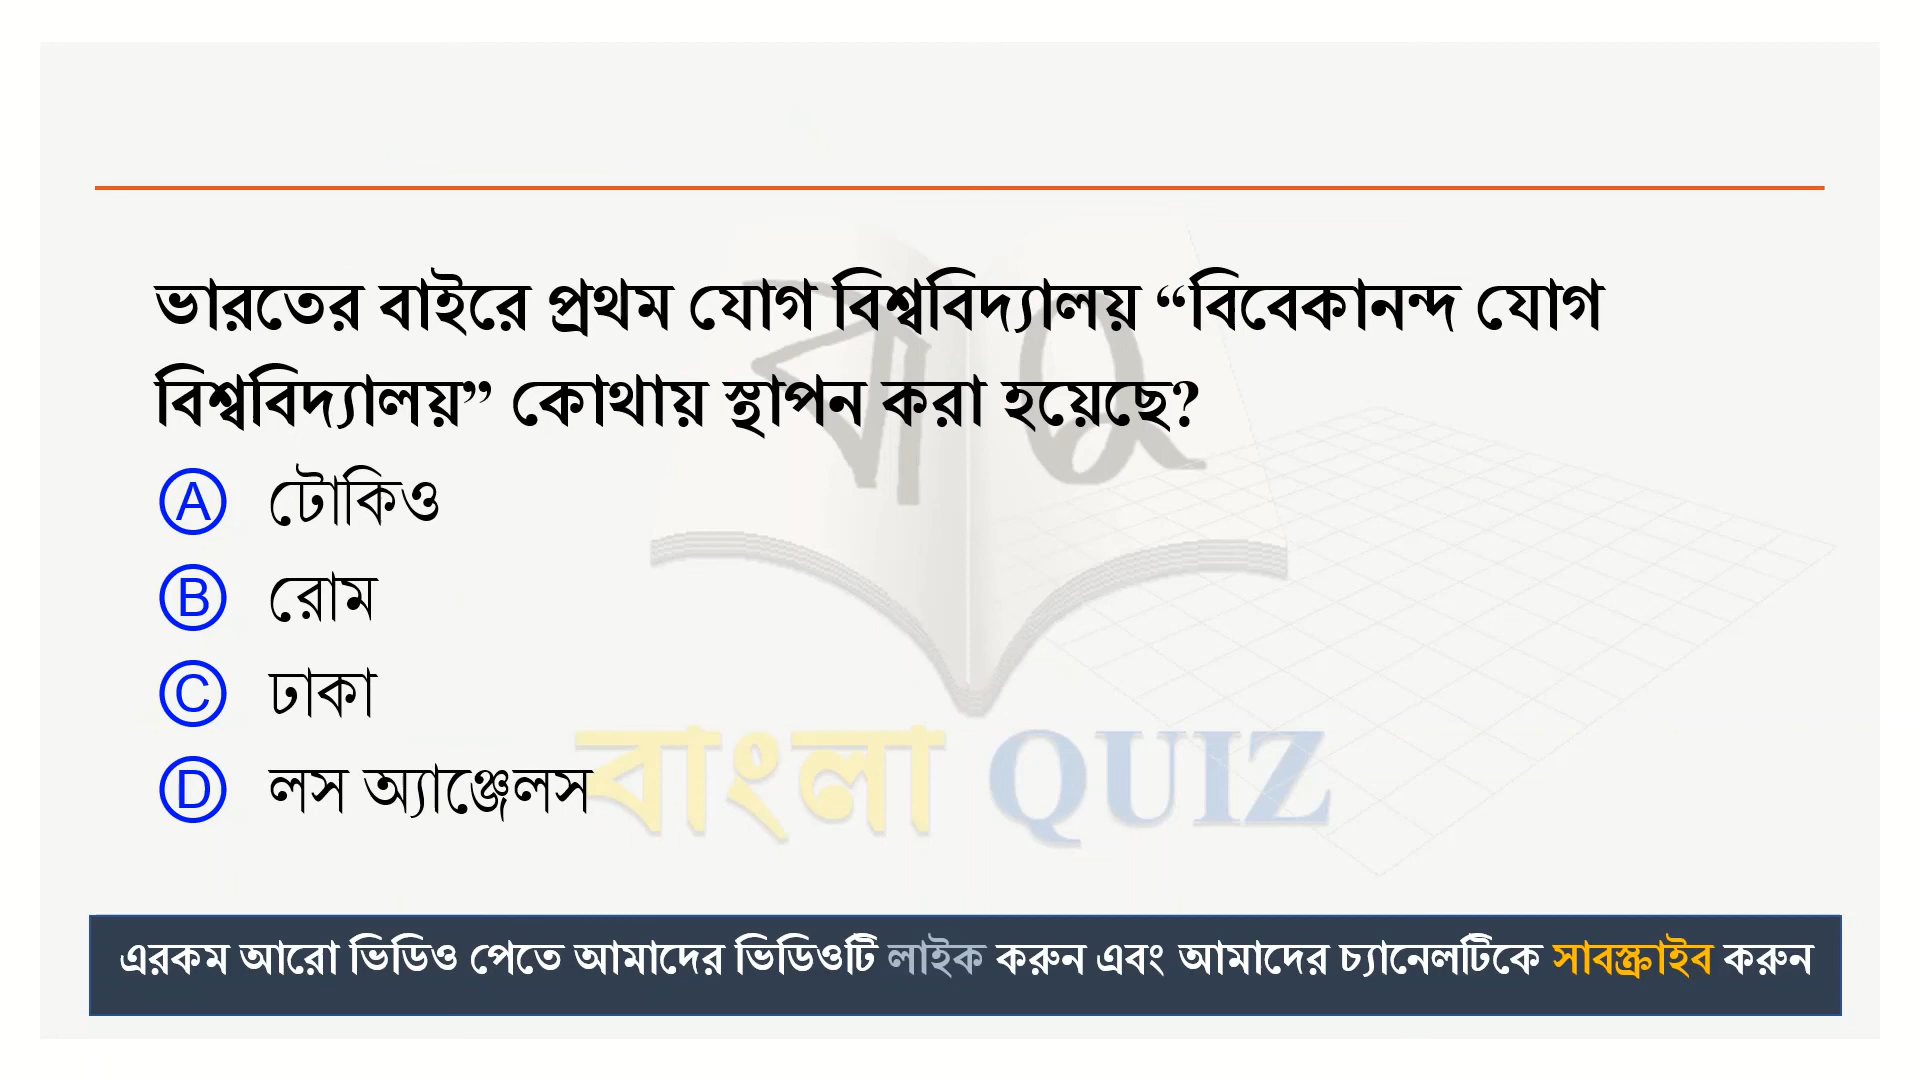 ভারতের বাইরে প্রথম যোগ বিশ্ববিদ্যালয় “বিবেকানন্দ যোগ
বিশ্ববিদ্যালয়” কোথায় স্থাপন করা হয়েছে?
A টোকিও
B রোম
C ঢাকা
D লস অ্যাঞ্জেলস
বা Q
বাংলা QUIZ
এরকম আরো ভিডিও পেতে আমাদের ভিডিওটি লাইক করুন এবং আমাদের চ্যানেলটিকে সাবস্ক্রাইব করুন